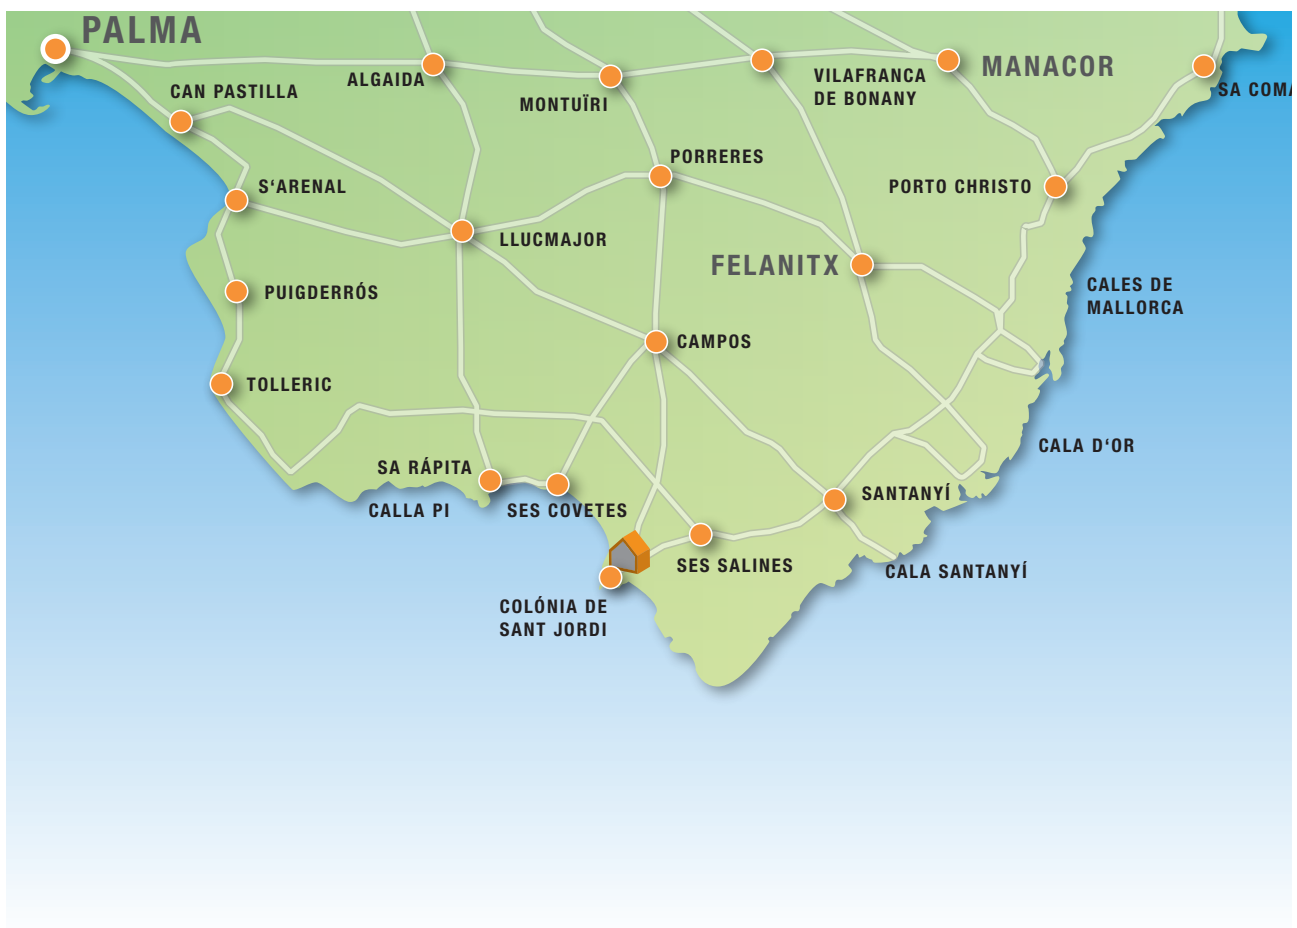 PALMA
CAN PASTILLA
ALGAIDA
MONTUÏRI
VILAFRANCA
DE BONANY
MANACOR
SA COMA
PORRERES
PORTO CHRISTO
S‘ARENAL
LLUCMAJOR
FELANITX
PUIGDERRÓS
CALES DE
MALLORCA
CAMPOS
TOLLERIC
CALA D‘OR
SA RÁPITA
CALLA PI
SES COVETES
SANTANYÍ
SES SALINES
CALA SANTANYÍ
COLÓNIA DE
SANT JORDI